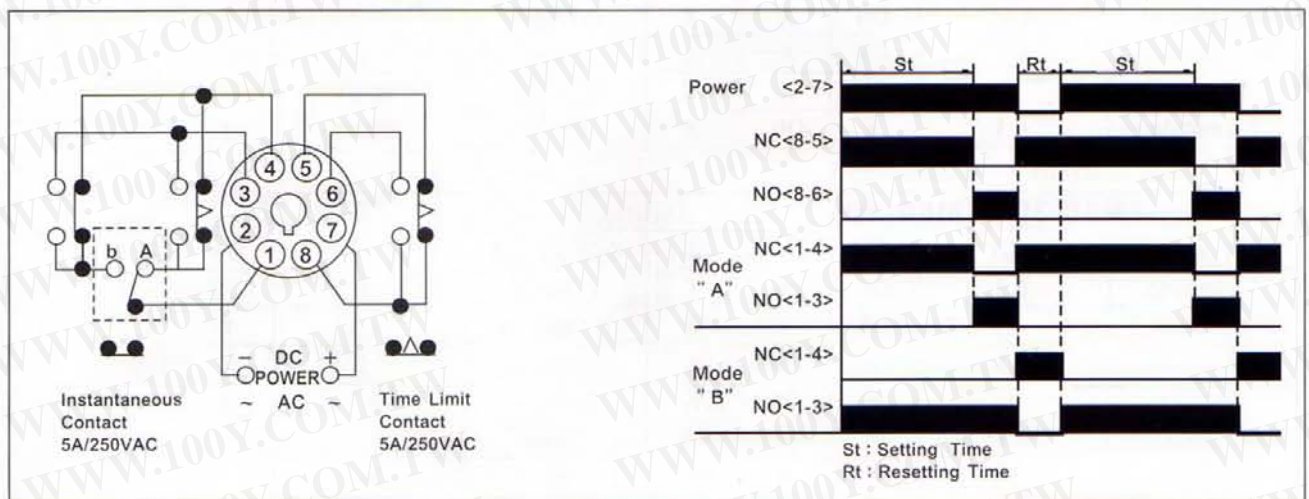 4 5
3 6
2 7
1 8
b A
− DC +
POWER
~ AC ~
Instantaneous
Contact
5A/250VAC
Time Limit
Contact
5A/250VAC
St Rt St
Power <2-7>
NC<8-5>
NO<8-6>
Mode
"A"
NC<1-4>
NO<1-3>
Mode
"B"
NC<1-4>
NO<1-3>
St : Setting Time
Rt : Resetting Time
WWW.100Y.COM.TW